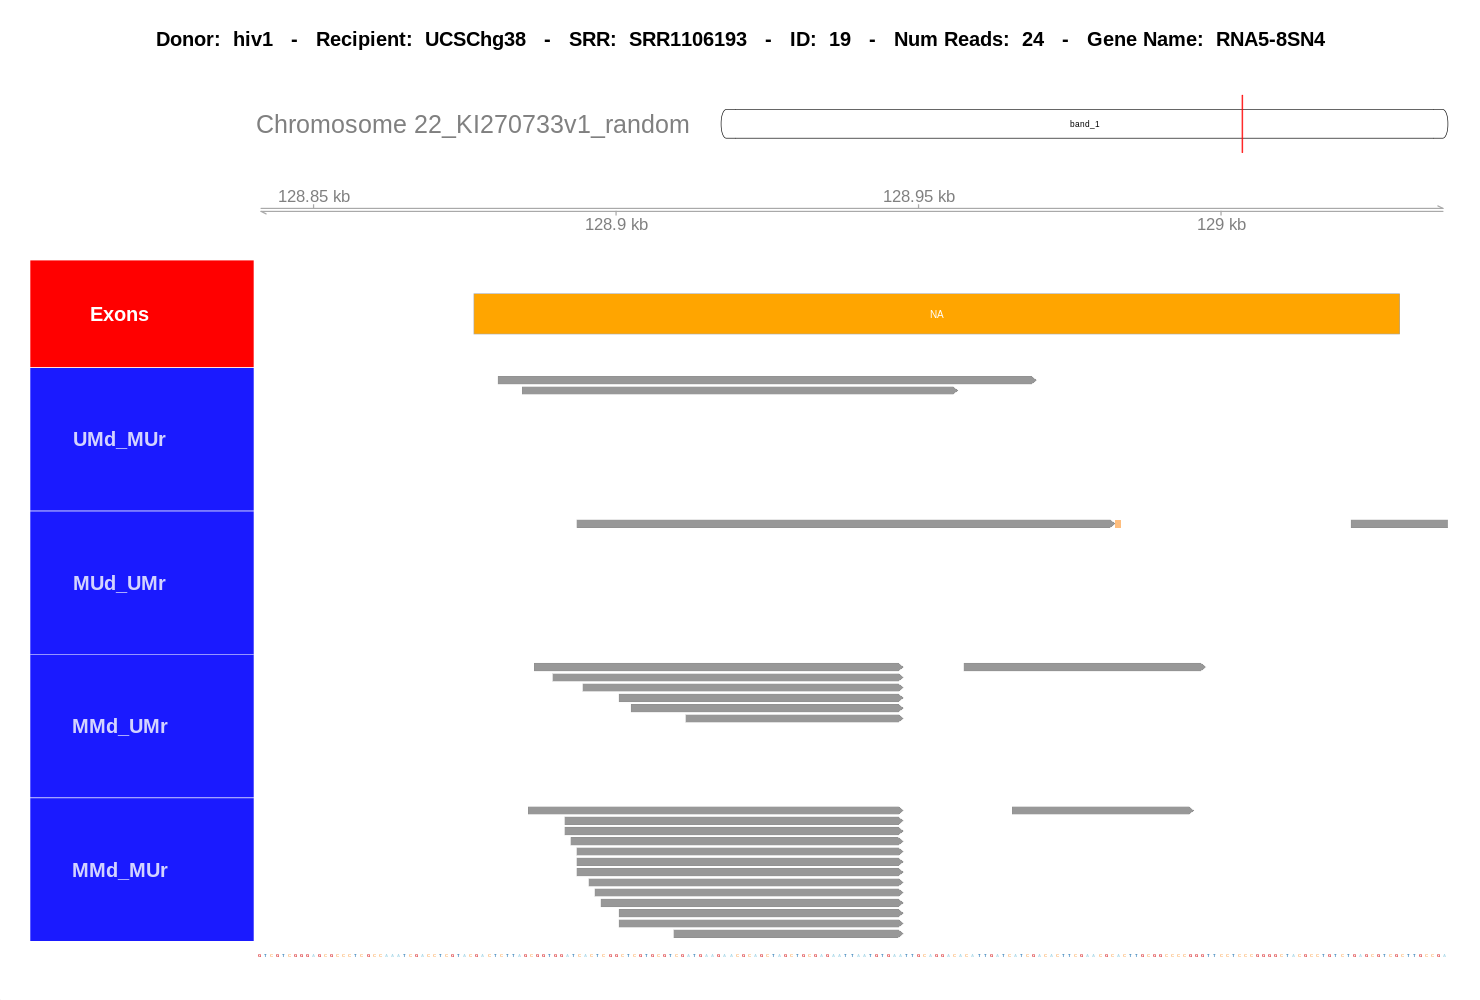 Donor: hiv1 - Recipient: UCSChg38 - SRR: SRR1106193 - ID: 19 - Num Reads: 24 - Gene Name: RNA5-8SN4
Chromosome 22_KI270733v1_random
band_1
128.85 kb
128.95 kb
128.9 kb
129 kb
Exons
NA
UMd_MUr
MUd_UMr
MMd_UMr
MMd_MUr